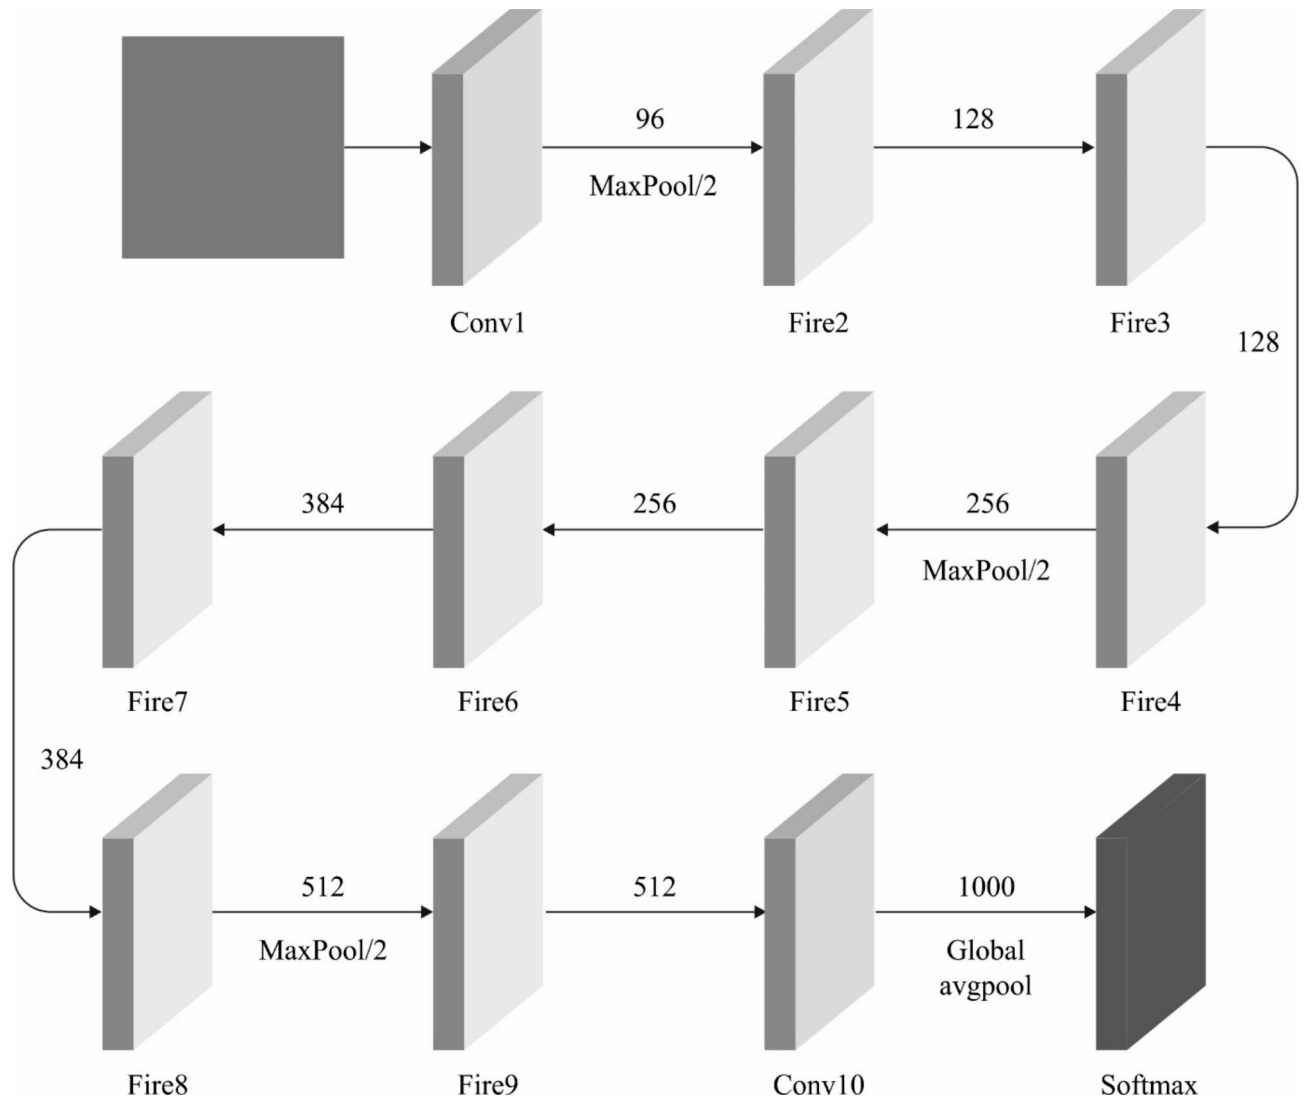 96
128
MaxPool/2
Conv1
Fire2
Fire3
128
384
256
256
MaxPool/2
Fire7
Fire6
Fire5
Fire4
384
512
512
1000
MaxPool/2
Global
avgpool
Fire8
Fire9
Conv10
Softmax